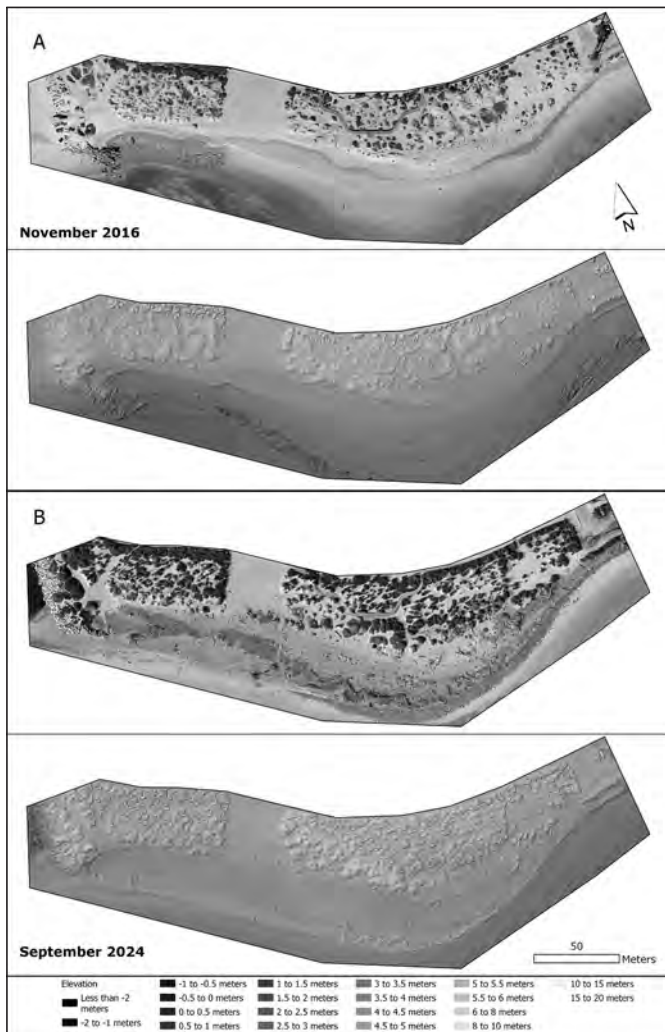 A
N
November 2016
B
September 2024
50
Meters
Elevation
Less than -2
meters
-2 to -1 meters
-1 to -0.5 meters
-0.5 to 0 meters
0 to 0.5 meters
0.5 to 1 meters
1 to 1.5 meters
1.5 to 2 meters
2 to 2.5 meters
2.5 to 3 meters
3 to 3.5 meters
3.5 to 4 meters
4 to 4.5 meters
4.5 to 5 meters
5 to 5.5 meters
5.5 to 6 meters
6 to 8 meters
8 to 10 meters
10 to 15 meters
15 to 20 meters